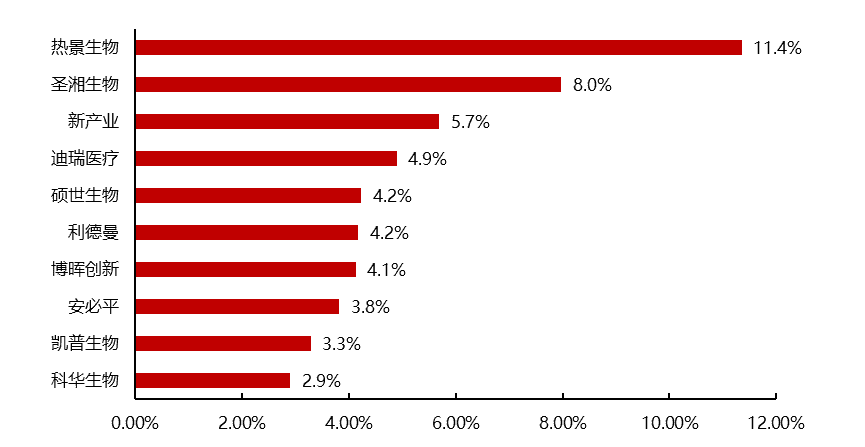 热景生物 11.4%
圣湘生物 8.0%
新产业 5.7%
迪瑞医疗 4.9%
硕世生物 4.2%
利德曼 4.2%
博晖创新 4.1%
安必平 3.8%
凯普生物 3.3%
科华生物 2.9%
0.00% 2.00% 4.00% 6.00% 8.00% 10.00% 12.00%